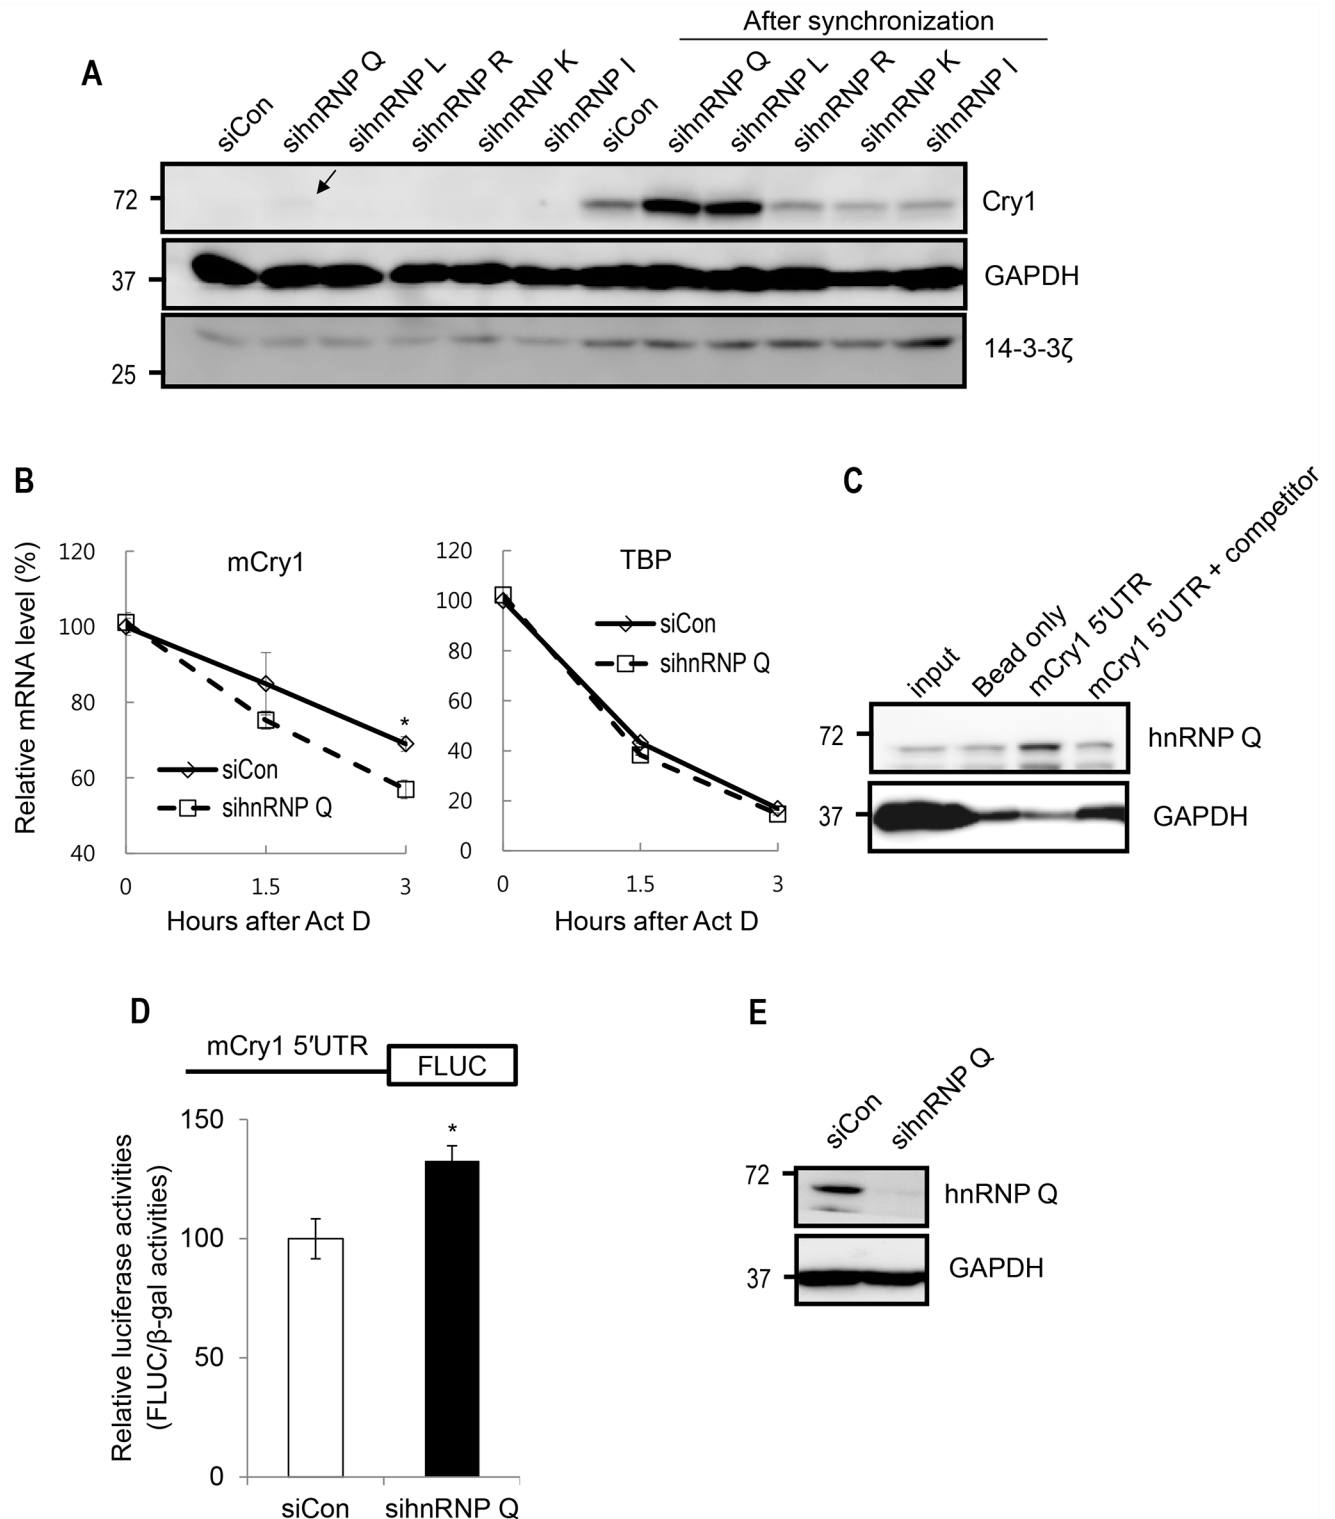 After synchronization
A
siCon
sihnRNP Q
sihnRNP L
sihnRNP R
sihnRNP K
sihnRNP I
siCon
sihnRNP Q
sihnRNP L
sihnRNP R
sihnRNP K
sihnRNP I
72
Cry1
37
GAPDH
25
14-3-3ζ
B
Relative mRNA level (%)
mCry1
120
100
80
60
40
*
siCon
sihnRNP Q
0
1.5
3
Hours after Act D
TBP
120
100
80
60
40
20
0
siCon
sihnRNP Q
0
1.5
3
Hours after Act D
C
input
Bead only
mCry1 5′UTR
mCry1 5′UTR + competitor
72
hnRNP Q
37
GAPDH
D
mCry1 5′UTR
FLUC
Relative luciferase activities
(FLUC/β-gal activities)
150
100
50
0
*
siCon
sihnRNP Q
E
siCon
sihnRNP Q
72
hnRNP Q
37
GAPDH